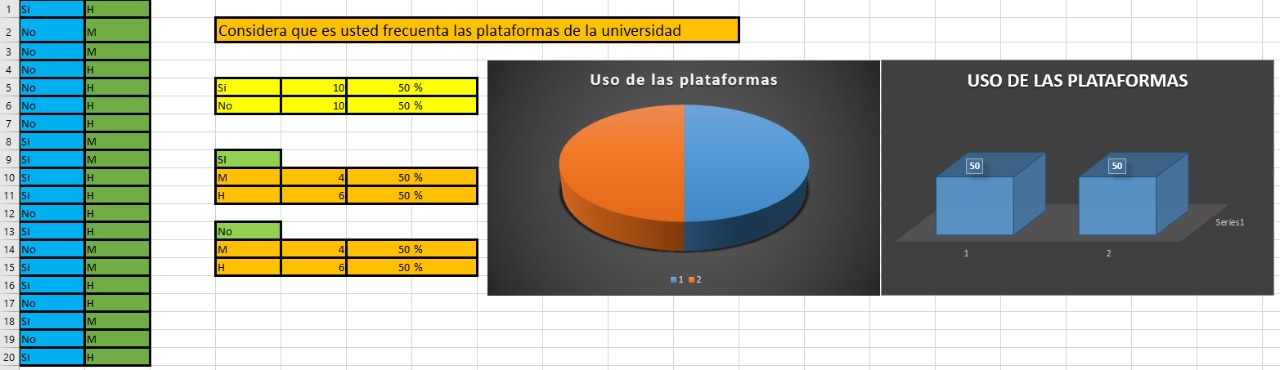 1 Si H
2 No M Considera que es usted frecuenta las plataformas de la universidad
3 No M
4 No H Uso de las plataformas USO DE LAS PLATAFORMAS
5 No H Si 10 50 %
6 No H No 10 50 %
7 No H
8 Si M
9 Si M SI 50 50
10 Si H M 4 50 %
11 Si H H 6 50 %
12 No H
13 Si H No Series1
14 No M M 4 50 % 1 2
15 Si M H 6 50 %
16 Si H 1 2
17 No H
18 Si M
19 No M
20 Si H